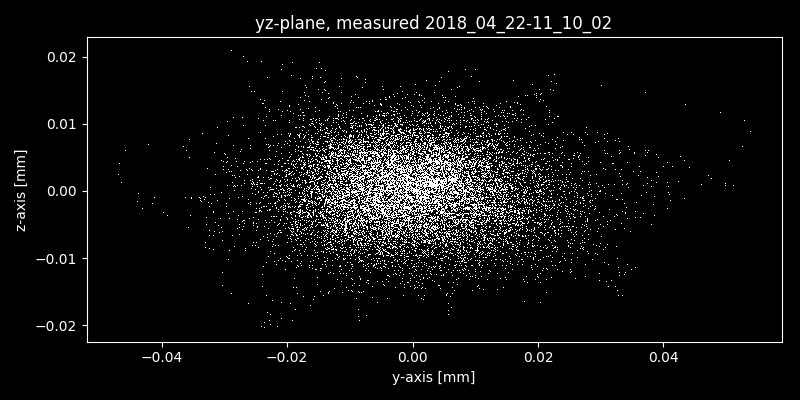 yz-plane, measured 2018_04_22-11_10_02
0.02
0.01
0.00
−0.01
−0.02
z-axis [mm]
−0.04 −0.02 0.00 0.02 0.04
y-axis [mm]